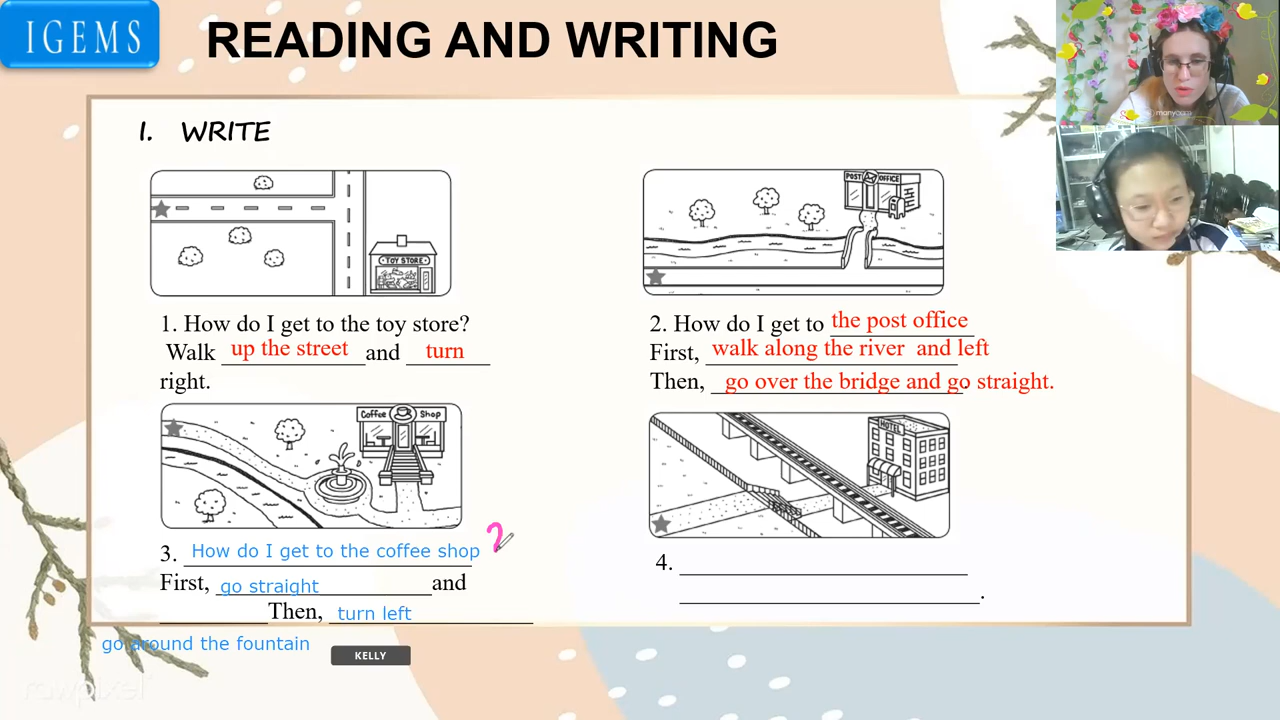 IGEMS
READING AND WRITING
I. WRITE
TOY STORE
1. How do I get to the toy store?
Walk up the street and turn
right.
POST OFFICE
2. How do I get to the post office
First, walk along the river and left
Then, go over the bridge and go straight.
Coffee Shop
3. How do I get to the coffee shop ?
First, go straight and
go around the fountain Then, turn left
HOTEL
4.
.
KELLY
rawpixel
manycam